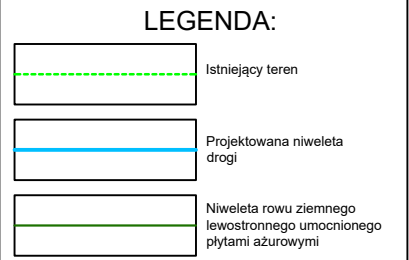 LEGENDA:
Istniejący teren
Projektowana niweleta
drogi
Niweleta rowu ziemnego
lewostronnego umocnionego
płytami ażurowymi